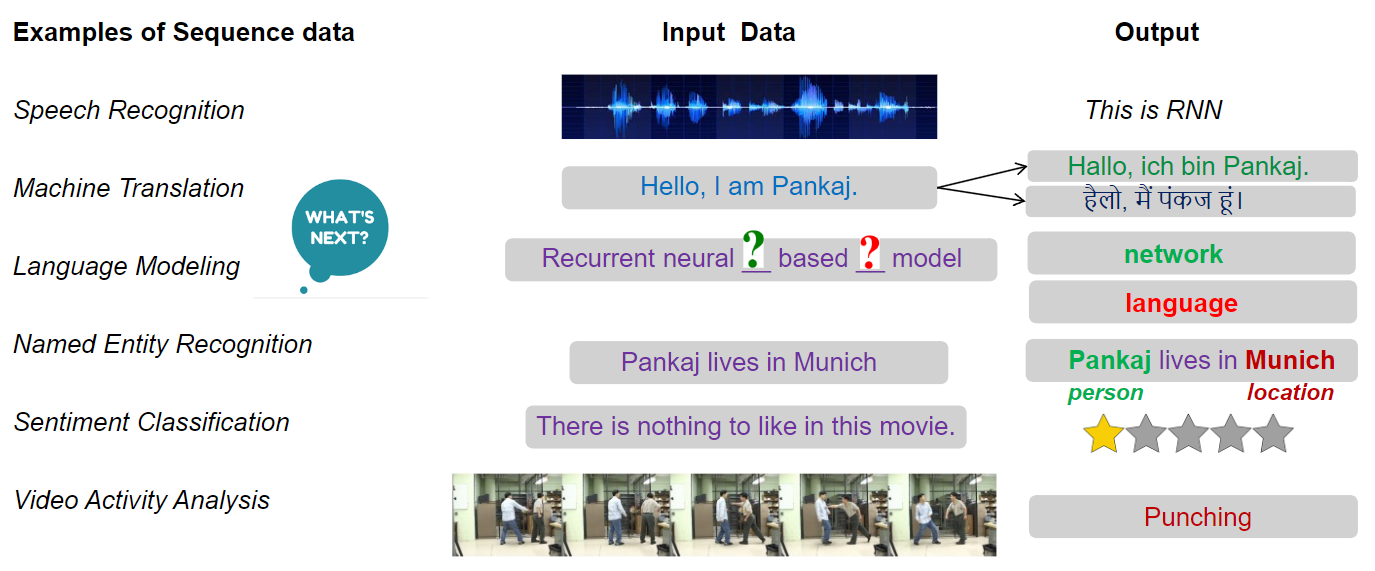 Examples of Sequence data
Input Data
Output
Speech Recognition
This is RNN
Machine Translation
Hello, I am Pankaj.
Hallo, ich bin Pankaj.
हैलो, मैं पंकज हूं।
WHAT'S
NEXT?
Language Modeling
Recurrent neural ? based ? model
network
language
Named Entity Recognition
Pankaj lives in Munich
Pankaj lives in Munich
person location
Sentiment Classification
There is nothing to like in this movie.
Video Activity Analysis
Punching